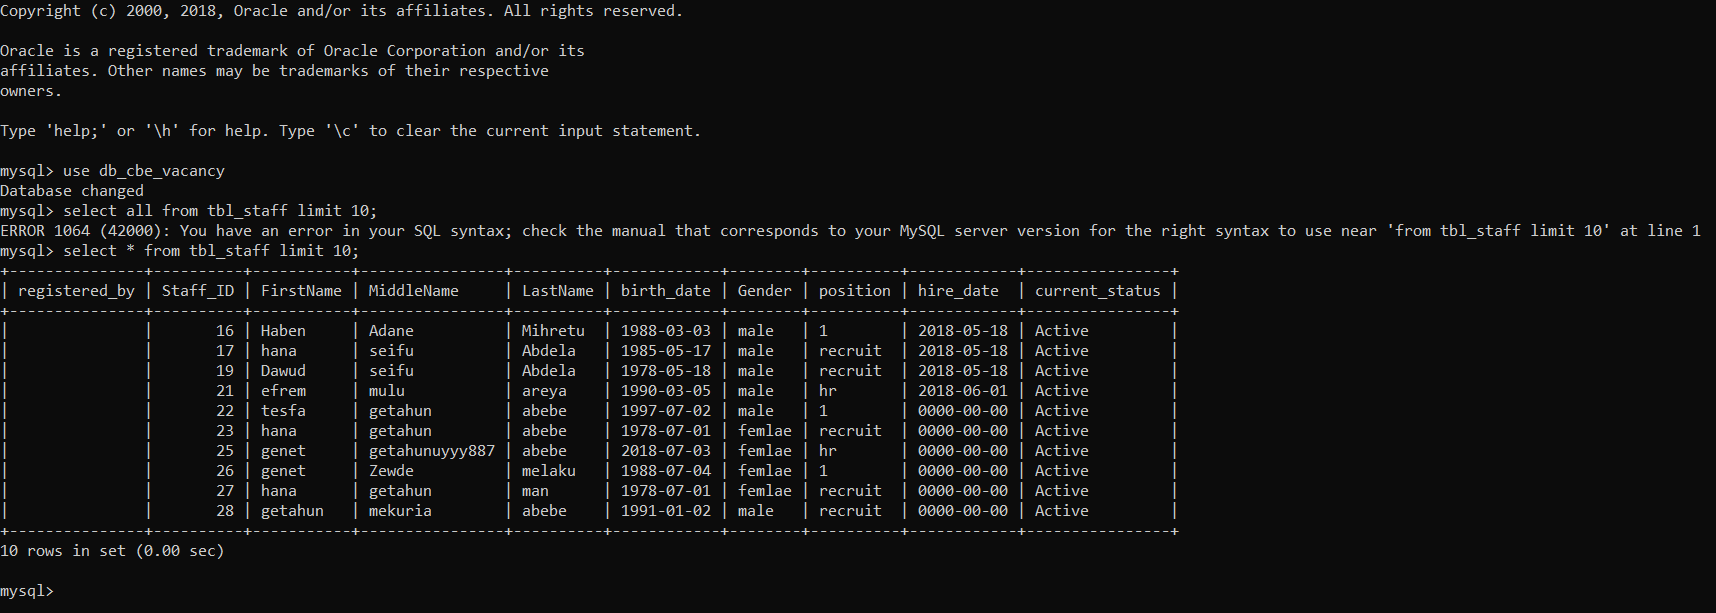 Copyright (c) 2000, 2018, Oracle and/or its affiliates. All rights reserved.
Oracle is a registered trademark of Oracle Corporation and/or its
affiliates. Other names may be trademarks of their respective
owners.
Type 'help;' or '\h' for help. Type '\c' to clear the current input statement.
mysql> use db_cbe_vacancy
Database changed
mysql> select all from tbl_staff limit 10;
ERROR 1064 (42000): You have an error in your SQL syntax; check the manual that corresponds to your MySQL server version for the right syntax to use near 'from tbl_staff limit 10' at line 1
mysql> select * from tbl_staff limit 10;
+---------------+----------+-----------+---------------+----------+------------+--------+----------+------------+----------------+
| registered_by | Staff_ID | FirstName | MiddleName    | LastName | birth_date | Gender | position | hire_date  | current_status |
+---------------+----------+-----------+---------------+----------+------------+--------+----------+------------+----------------+
|               |       16 | Haben     | Adane         | Mihretu  | 1988-03-03 | male   | 1        | 2018-05-18 | Active         |
|               |       17 | hana      | seifu         | Abdela   | 1985-05-17 | male   | recruit  | 2018-05-18 | Active         |
|               |       19 | Dawud     | seifu         | Abdela   | 1978-05-18 | male   | recruit  | 2018-05-18 | Active         |
|               |       21 | efrem     | mulu          | areya    | 1990-03-05 | male   | hr       | 2018-06-01 | Active         |
|               |       22 | tesfa     | getahun       | abebe    | 1997-07-02 | male   | 1        | 0000-00-00 | Active         |
|               |       23 | hana      | getahun       | abebe    | 1978-07-01 | femlae | recruit  | 0000-00-00 | Active         |
|               |       25 | genet     | getahunuyyy887 | abebe    | 2018-07-03 | femlae | hr       | 0000-00-00 | Active         |
|               |       26 | genet     | Zewde         | melaku   | 1988-07-04 | femlae | 1        | 0000-00-00 | Active         |
|               |       27 | hana      | getahun       | man      | 1978-07-01 | femlae | recruit  | 0000-00-00 | Active         |
|               |       28 | getahun   | mekuria       | abebe    | 1991-01-02 | male   | recruit  | 0000-00-00 | Active         |
+---------------+----------+-----------+---------------+----------+------------+--------+----------+------------+----------------+
10 rows in set (0.00 sec)
mysql>